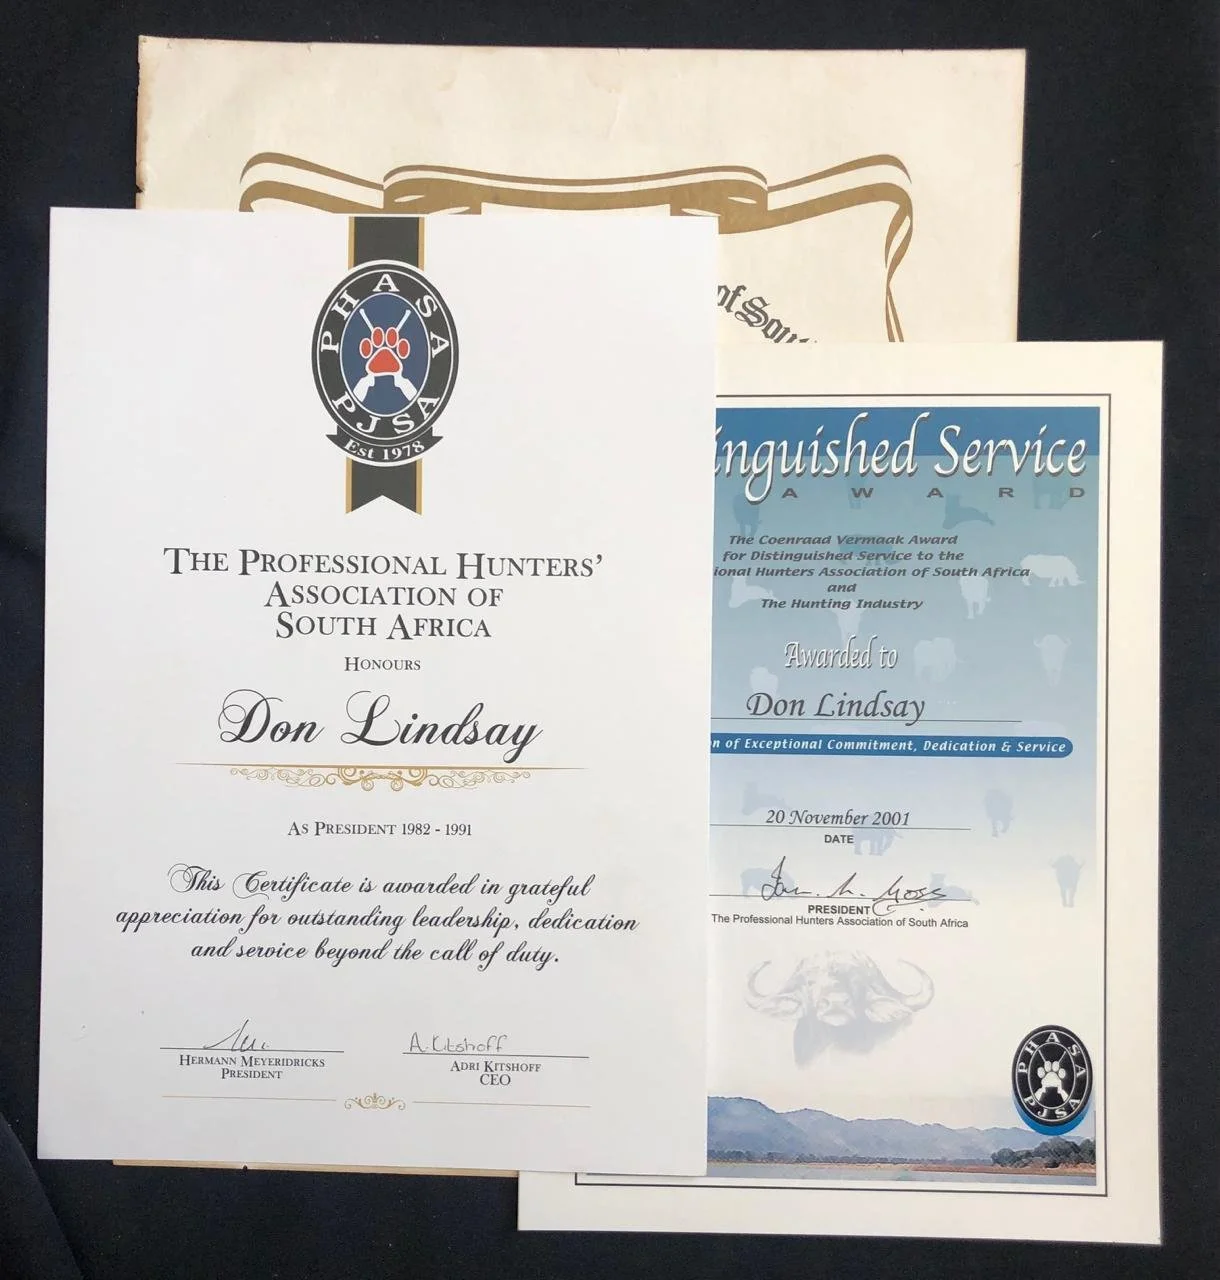 PHASA
PJSA
Est 1978
THE PROFESSIONAL HUNTERS'
ASSOCIATION OF
SOUTH AFRICA
HONOURS
Don Lindsay
AS PRESIDENT 1982 - 1991
This Certificate is awarded in grateful
appreciation for outstanding leadership, dedication
and service beyond the call of duty.
A. Kitshoff
HERMANN MEYERIDRICKS
PRESIDENT
ADRI KITSHOFF
CEO
of Sou
inguished Service
AWARD
The Coenraad Vermaak Award
for Distinguished Service to the
ional Hunters Association of South Africa
and
The Hunting Industry
Awarded to
Don Lindsay
n of Exceptional Commitment, Dedication & Service
20 November 2001
DATE
PRESIDENT
The Professional Hunters Association of South Africa
PHASA
PJSA